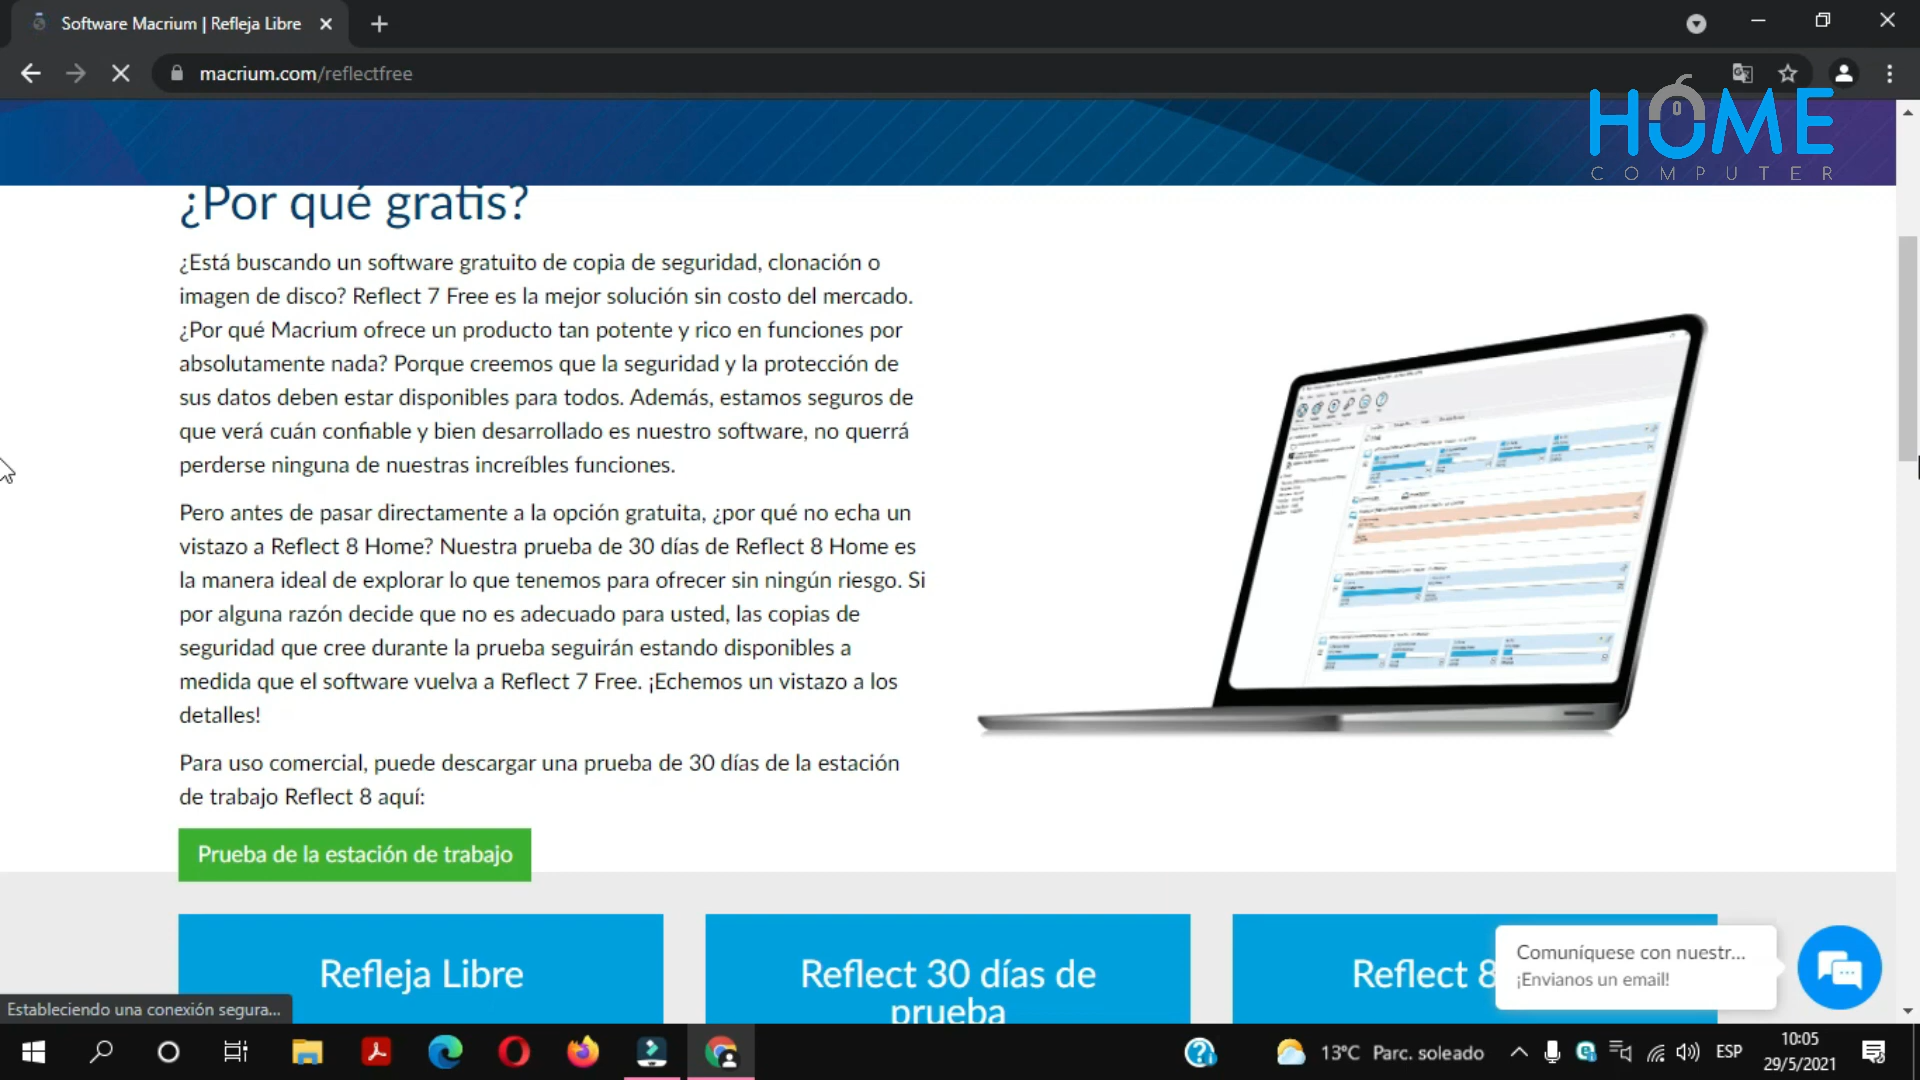 Software Macrium | Refleja Libre
macrium.com/reflectfree
HOME
COMPUTER
¿Por qué gratis?
¿Está buscando un software gratuito de copia de seguridad, clonación o
imagen de disco? Reflect 7 Free es la mejor solución sin costo del mercado.
¿Por qué Macrium ofrece un producto tan potente y rico en funciones por
absolutamente nada? Porque creemos que la seguridad y la protección de
sus datos deben estar disponibles para todos. Además, estamos seguros de
que verá cuán confiable y bien desarrollado es nuestro software, no querrá
perderse ninguna de nuestras increíbles funciones.
Pero antes de pasar directamente a la opción gratuita, ¿por qué no echa un
vistazo a Reflect 8 Home? Nuestra prueba de 30 días de Reflect 8 Home es
la manera ideal de explorar lo que tenemos para ofrecer sin ningún riesgo. Si
por alguna razón decide que no es adecuado para usted, las copias de
seguridad que cree durante la prueba seguirán estando disponibles a
medida que el software vuelva a Reflect 7 Free. ¡Echemos un vistazo a los
detalles!
Para uso comercial, puede descargar una prueba de 30 días de la estación
de trabajo Reflect 8 aquí:
Prueba de la estación de trabajo
Refleja Libre
Reflect 30 días de
prueba
Reflect 8
Comuníquese con nuestr...
¡Envianos un email!
Estableciendo una conexión segura...
13°C Parc. soleado
ESP
10:05
29/5/2021